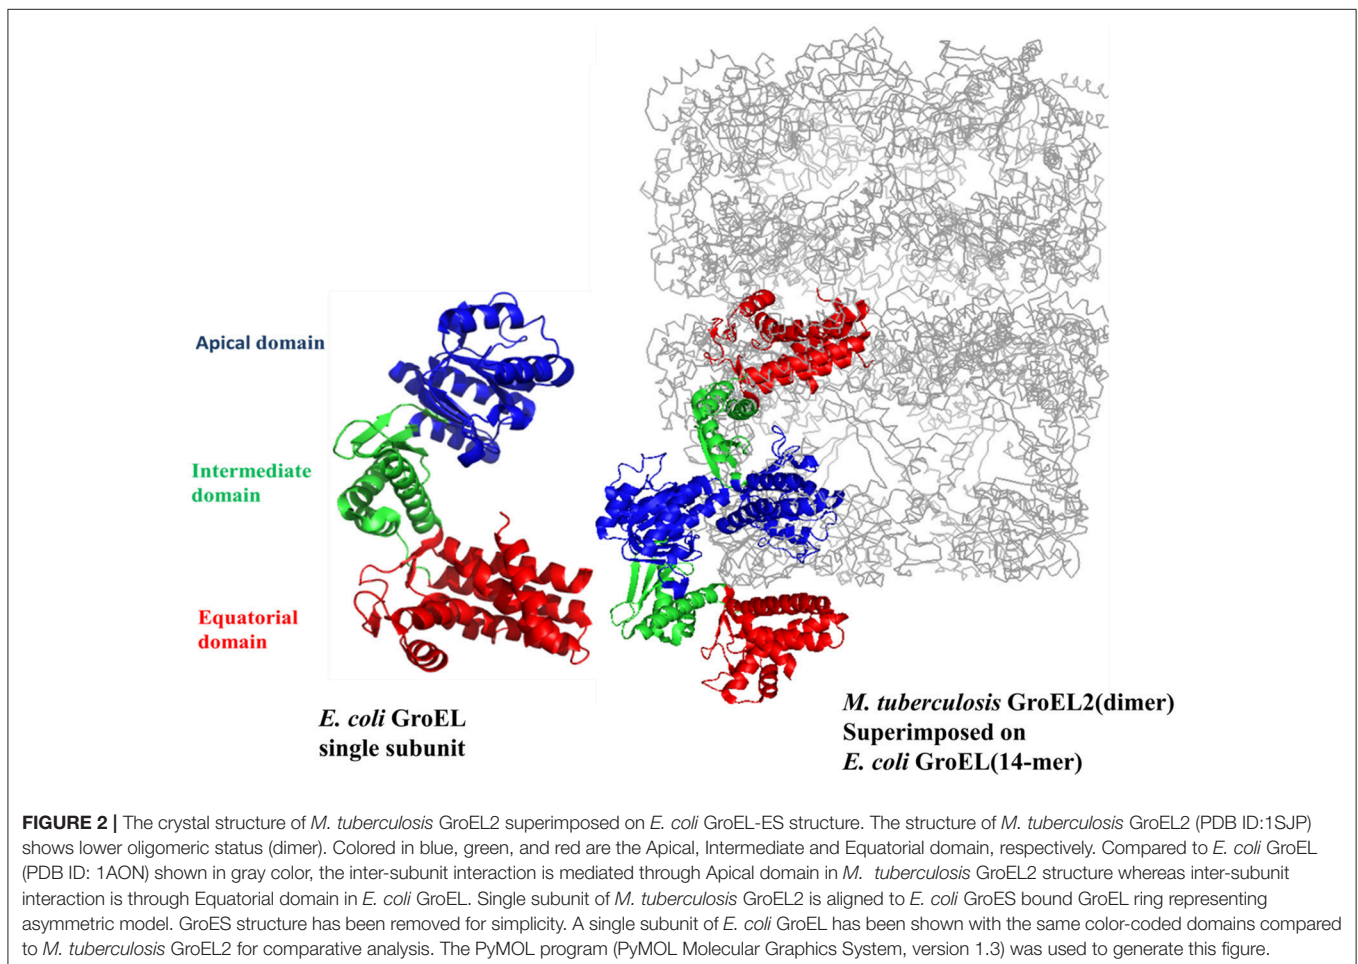 Apical domain
Intermediate
domain
Equatorial
domain
E. coli GroEL
single subunit
M. tuberculosis GroEL2(dimer)
Superimposed on
E. coli GroEL(14-mer)
FIGURE 2 | The crystal structure of M. tuberculosis GroEL2 superimposed on E. coli GroEL-ES structure. The structure of M. tuberculosis GroEL2 (PDB ID:1SJP)
shows lower oligomeric status (dimer). Colored in blue, green, and red are the Apical, Intermediate and Equatorial domain, respectively. Compared to E. coli GroEL
(PDB ID: 1AON) shown in gray color, the inter-subunit interaction is mediated through Apical domain in M. tuberculosis GroEL2 structure whereas inter-subunit
interaction is through Equatorial domain in E. coli GroEL. Single subunit of M. tuberculosis GroEL2 is aligned to E. coli GroES bound GroEL ring representing
asymmetric model. GroES structure has been removed for simplicity. A single subunit of E. coli GroEL has been shown with the same color-coded domains compared
to M. tuberculosis GroEL2 for comparative analysis. The PyMOL program (PyMOL Molecular Graphics System, version 1.3) was used to generate this figure.